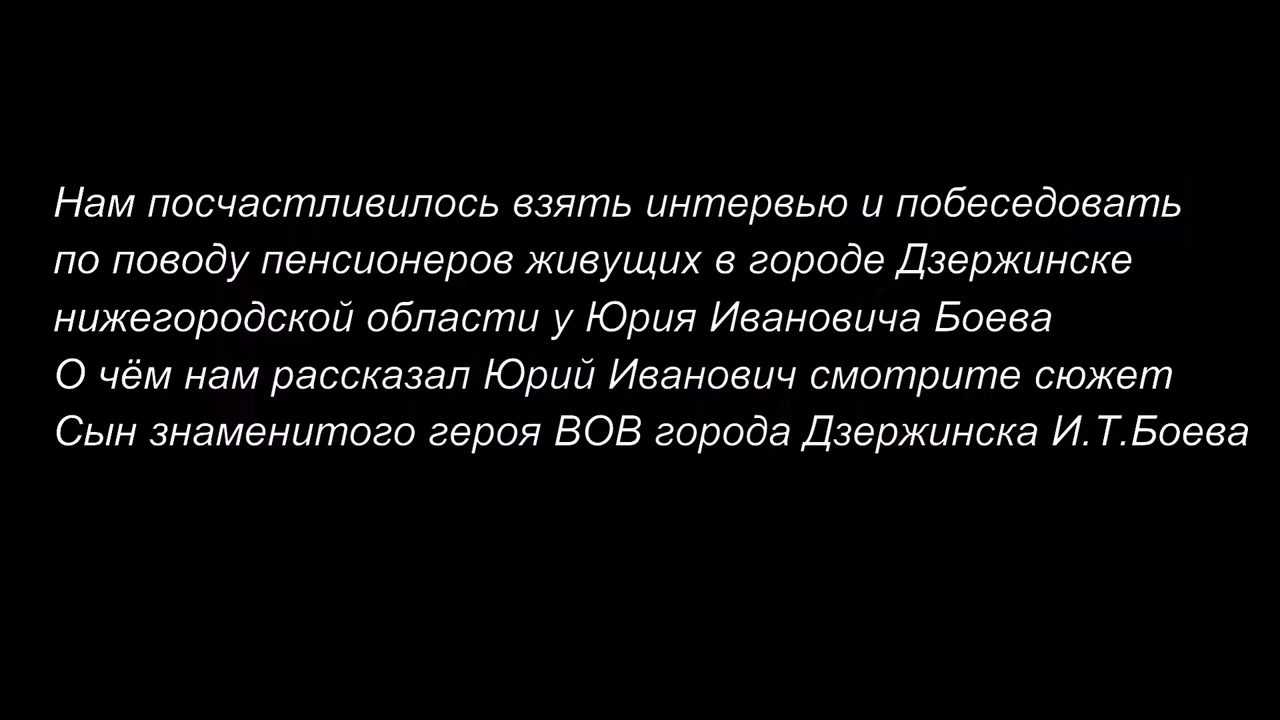 Нам посчастливилось взять интервью и побеседовать
по поводу пенсионеров живущих в городе Дзержинске
нижегородской области у Юрия Ивановича Боева
О чём нам рассказал Юрий Иванович смотрите сюжет
Сын знаменитого героя ВОВ города Дзержинска И.Т.Боева